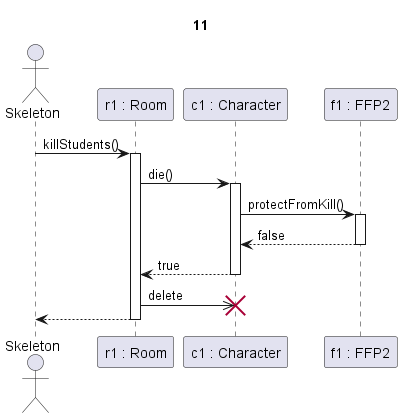 11
Skeleton
r1 : Room
c1 : Character
f1 : FFP2
killStudents()
die()
protectFromKill()
false
true
delete
Skeleton
r1 : Room
c1 : Character
f1 : FFP2